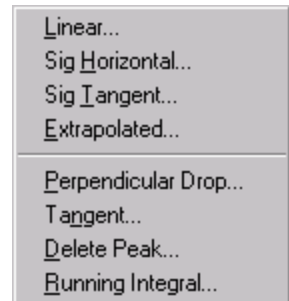 Linear...
Sig Horizontal...
Sig Tangent...
Extrapolated...
Perpendicular Drop...
Tangent...
Delete Peak...
Running Integral...